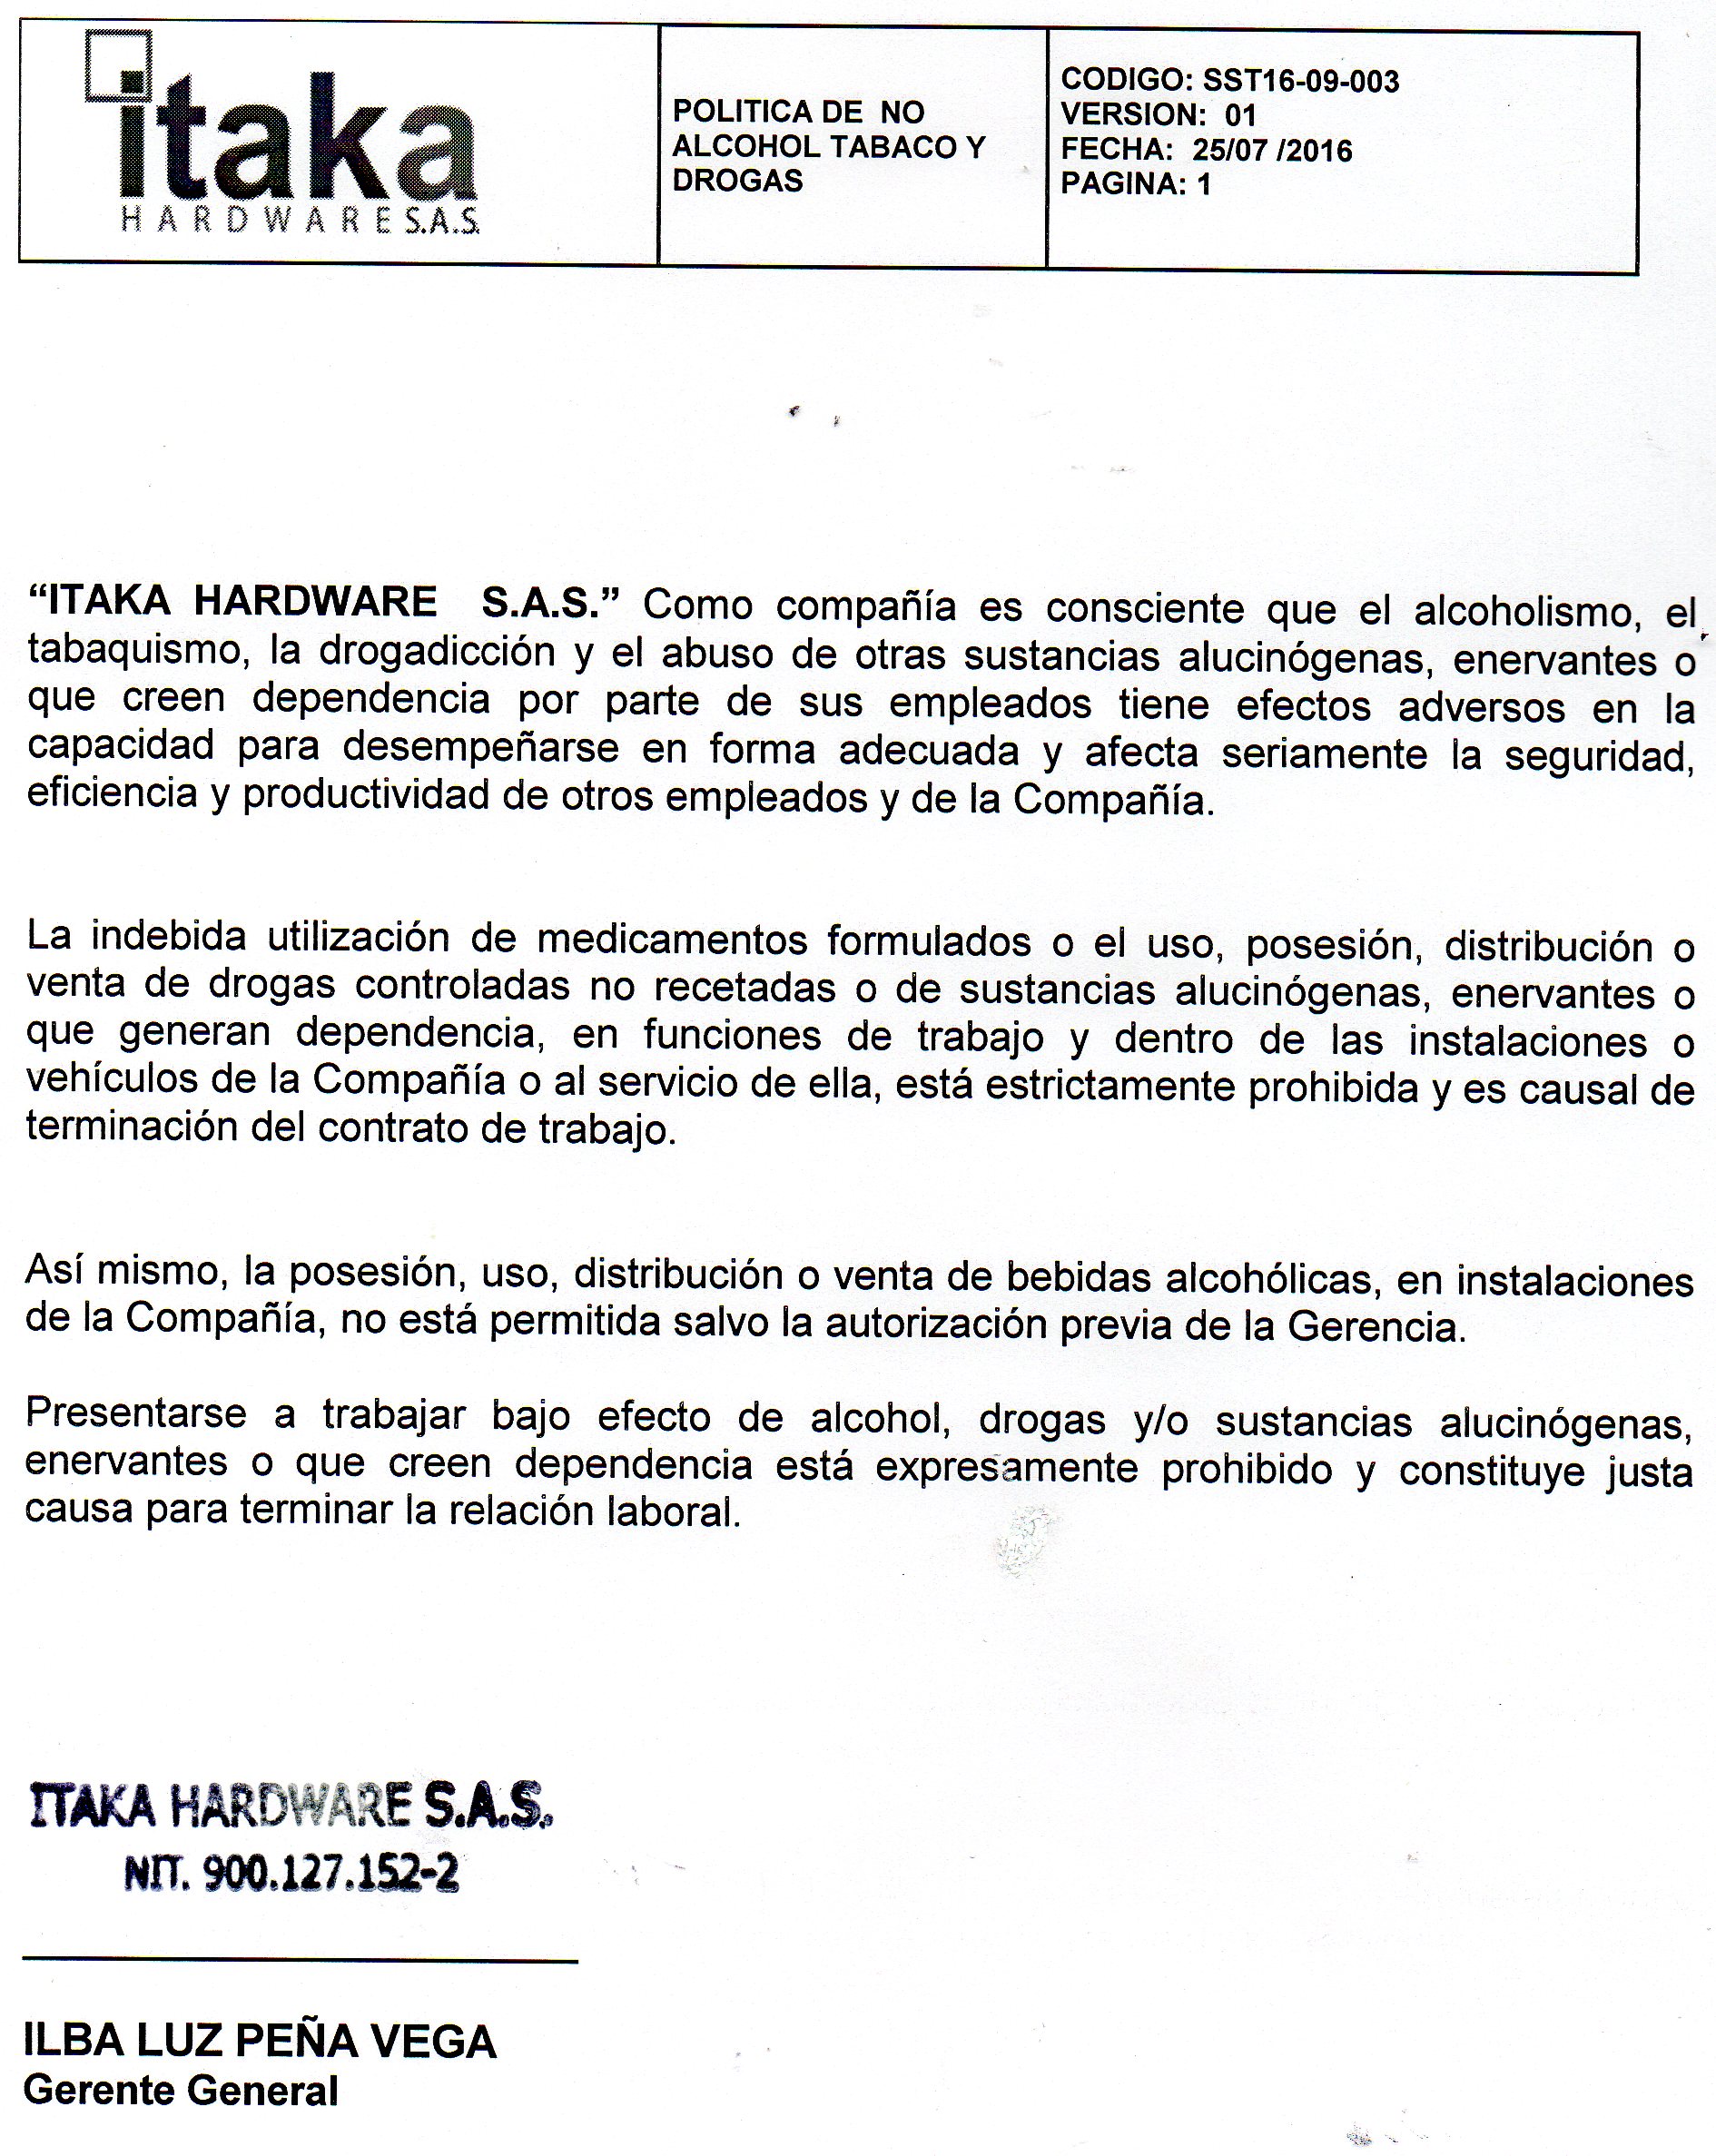 itaka
HARDWARE S.A.S.
POLITICA DE NO
ALCOHOL TABACO Y
DROGAS
CODIGO: SST16-09-003
VERSION: 01
FECHA: 25/07 /2016
PAGINA: 1
“ITAKA HARDWARE S.A.S.” Como compañía es consciente que el alcoholismo, el
tabaquismo, la drogadicción y el abuso de otras sustancias alucinógenas, enervantes o
que creen dependencia por parte de sus empleados tiene efectos adversos en la
capacidad para desempeñarse en forma adecuada y afecta seriamente la seguridad,
eficiencia y productividad de otros empleados y de la Compañía.
La indebida utilización de medicamentos formulados o el uso, posesión, distribución o
venta de drogas controladas no recetadas o de sustancias alucinógenas, enervantes o
que generan dependencia, en funciones de trabajo y dentro de las instalaciones o
vehículos de la Compañía o al servicio de ella, está estrictamente prohibida y es causal de
terminación del contrato de trabajo.
Así mismo, la posesión, uso, distribución o venta de bebidas alcohólicas, en instalaciones
de la Compañía, no está permitida salvo la autorización previa de la Gerencia.
Presentarse a trabajar bajo efecto de alcohol, drogas y/o sustancias alucinógenas,
enervantes o que creen dependencia está expresamente prohibido y constituye justa
causa para terminar la relación laboral.
ITAKA HARDWARE S.A.S.
NIT. 900.127.152-2
ILBA LUZ PEÑA VEGA
Gerente General